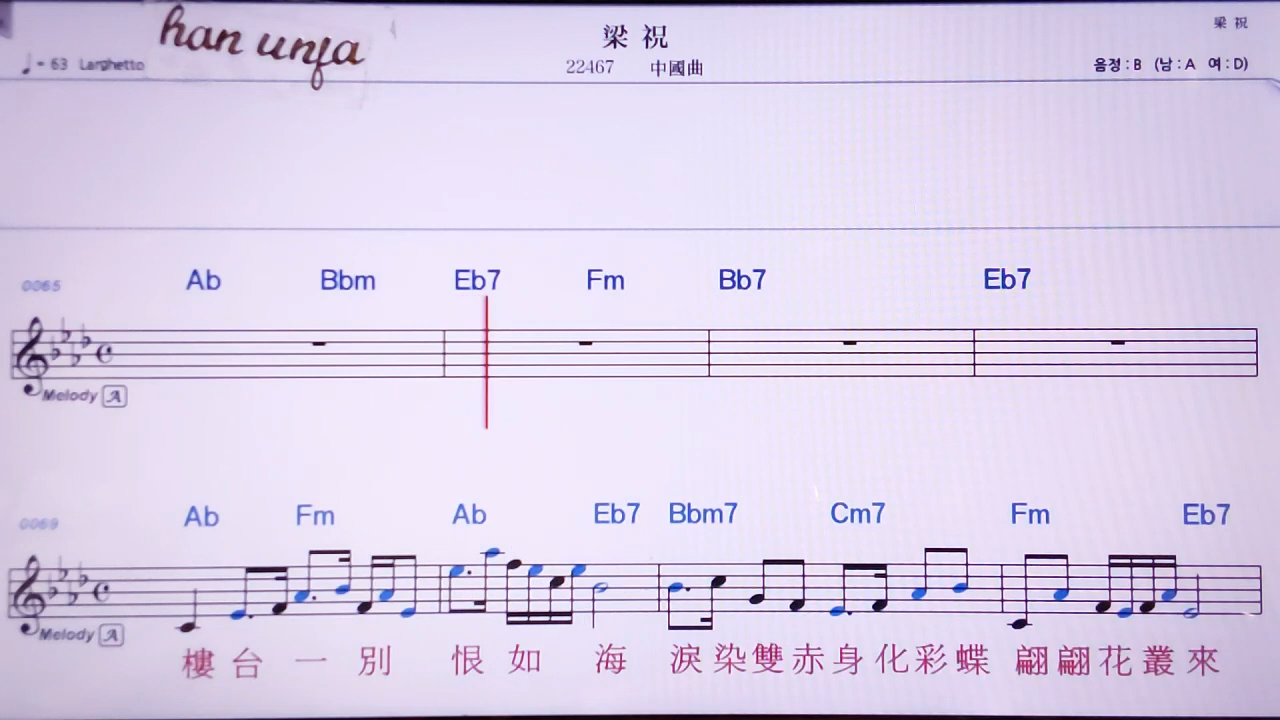 han unfa
梁祝
梁祝
♩= 63 Larghetto
22467 中國曲
음정 : B (남 : A 여 : D)
0065 Ab Bbm Eb7 Fm Bb7 Eb7
Melody A
0069 Ab Fm Ab Eb7 Bbm7 Cm7 Fm Eb7
Melody A
樓台一別恨如海淚染雙赤身化彩蝶翩翩花叢來